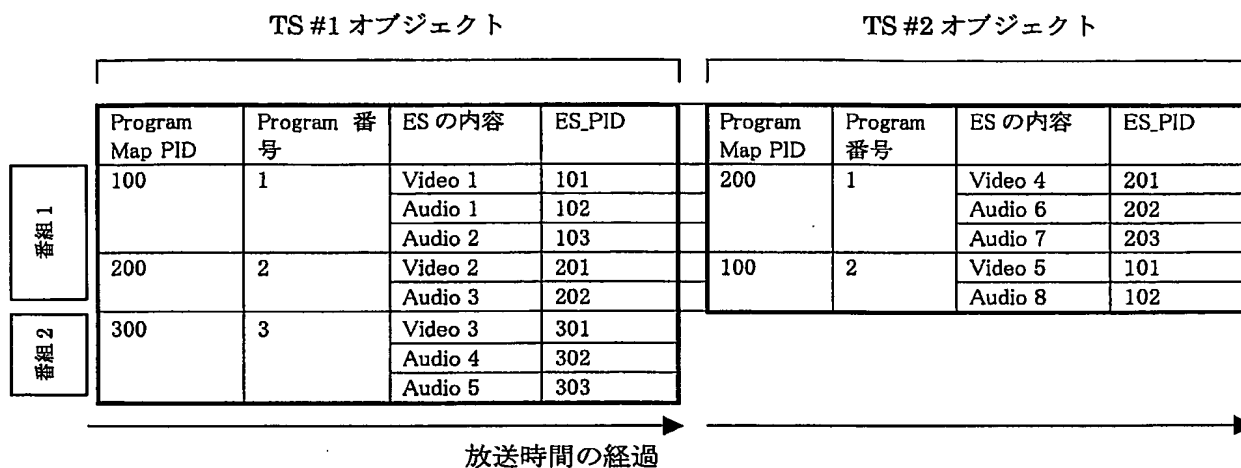 TS #1 オブジェクト
TS #2 オブジェクト
Program Map PID
Program 番号
ES の内容
ES_PID
Program Map PID
Program 番号
ES の内容
ES_PID
番組 1
100 1 Video 1 101
Audio 1 102
Audio 2 103
200 2 Video 2 201
Audio 3 202
番組 2
300 3 Video 3 301
Audio 4 302
Audio 5 303
200 1 Video 4 201
Audio 6 202
Audio 7 203
100 2 Video 5 101
Audio 8 102
放送時間の経過